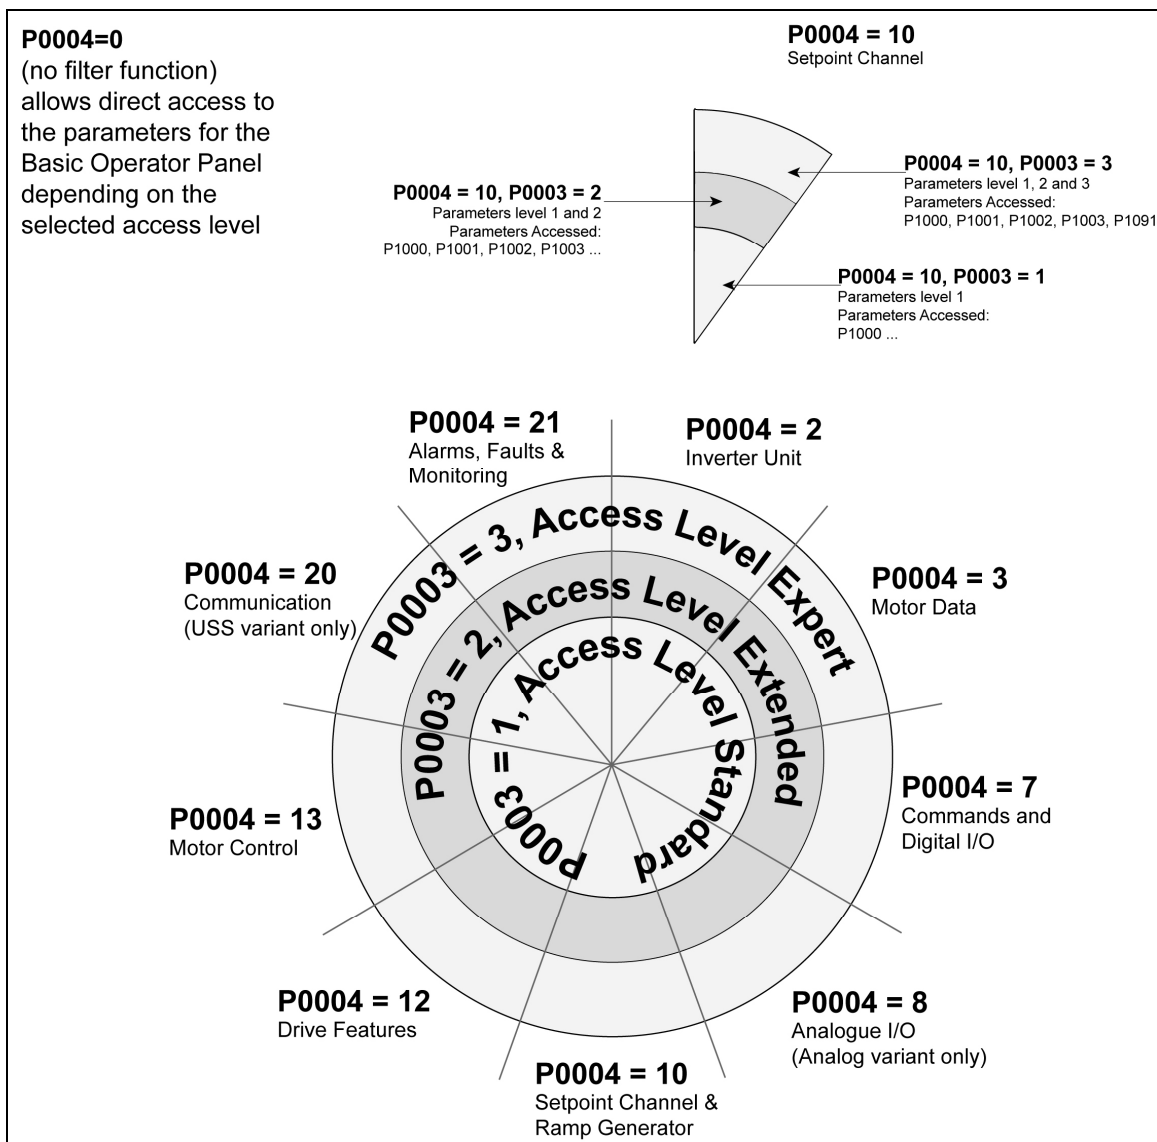 P0004=0
(no filter function)
allows direct access to
the parameters for the
Basic Operator Panel
depending on the
selected access level
P0004 = 10
Setpoint Channel
P0004 = 10, P0003 = 2
Parameters level 1 and 2
Parameters Accessed:
P1000, P1001, P1002, P1003 ...
P0004 = 10, P0003 = 3
Parameters level 1, 2 and 3
Parameters Accessed:
P1000, P1001, P1002, P1003, P1091
P0004 = 10, P0003 = 1
Parameters level 1
Parameters Accessed:
P1000 ...
P0004 = 21
Alarms, Faults &
Monitoring
P0004 = 2
Inverter Unit
P0004 = 20
Communication
(USS variant only)
P0004 = 3
Motor Data
P0003 = 3, Access Level Expert
P0003 = 2, Access Level Extended
P0003 = 1, Access Level Standard
P0004 = 13
Motor Control
P0004 = 7
Commands and
Digital I/O
P0004 = 12
Drive Features
P0004 = 8
Analogue I/O
(Analog variant only)
P0004 = 10
Setpoint Channel &
Ramp Generator